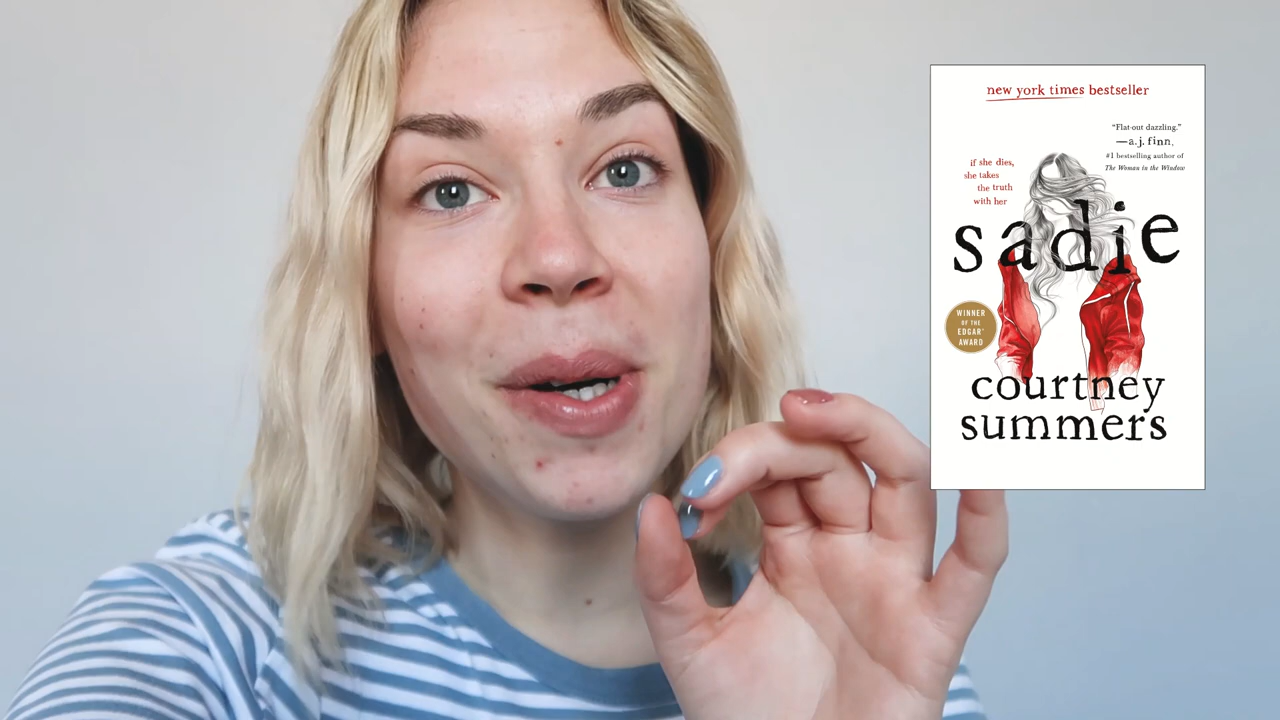 new york times bestseller
“Flat-out dazzling.”
—a.j. finn,
#1 bestselling author of
The Woman in the Window
if she dies,
she takes
the truth
with her
sadie
WINNER
OF THE
EDGAR®
AWARD
courtney
summers